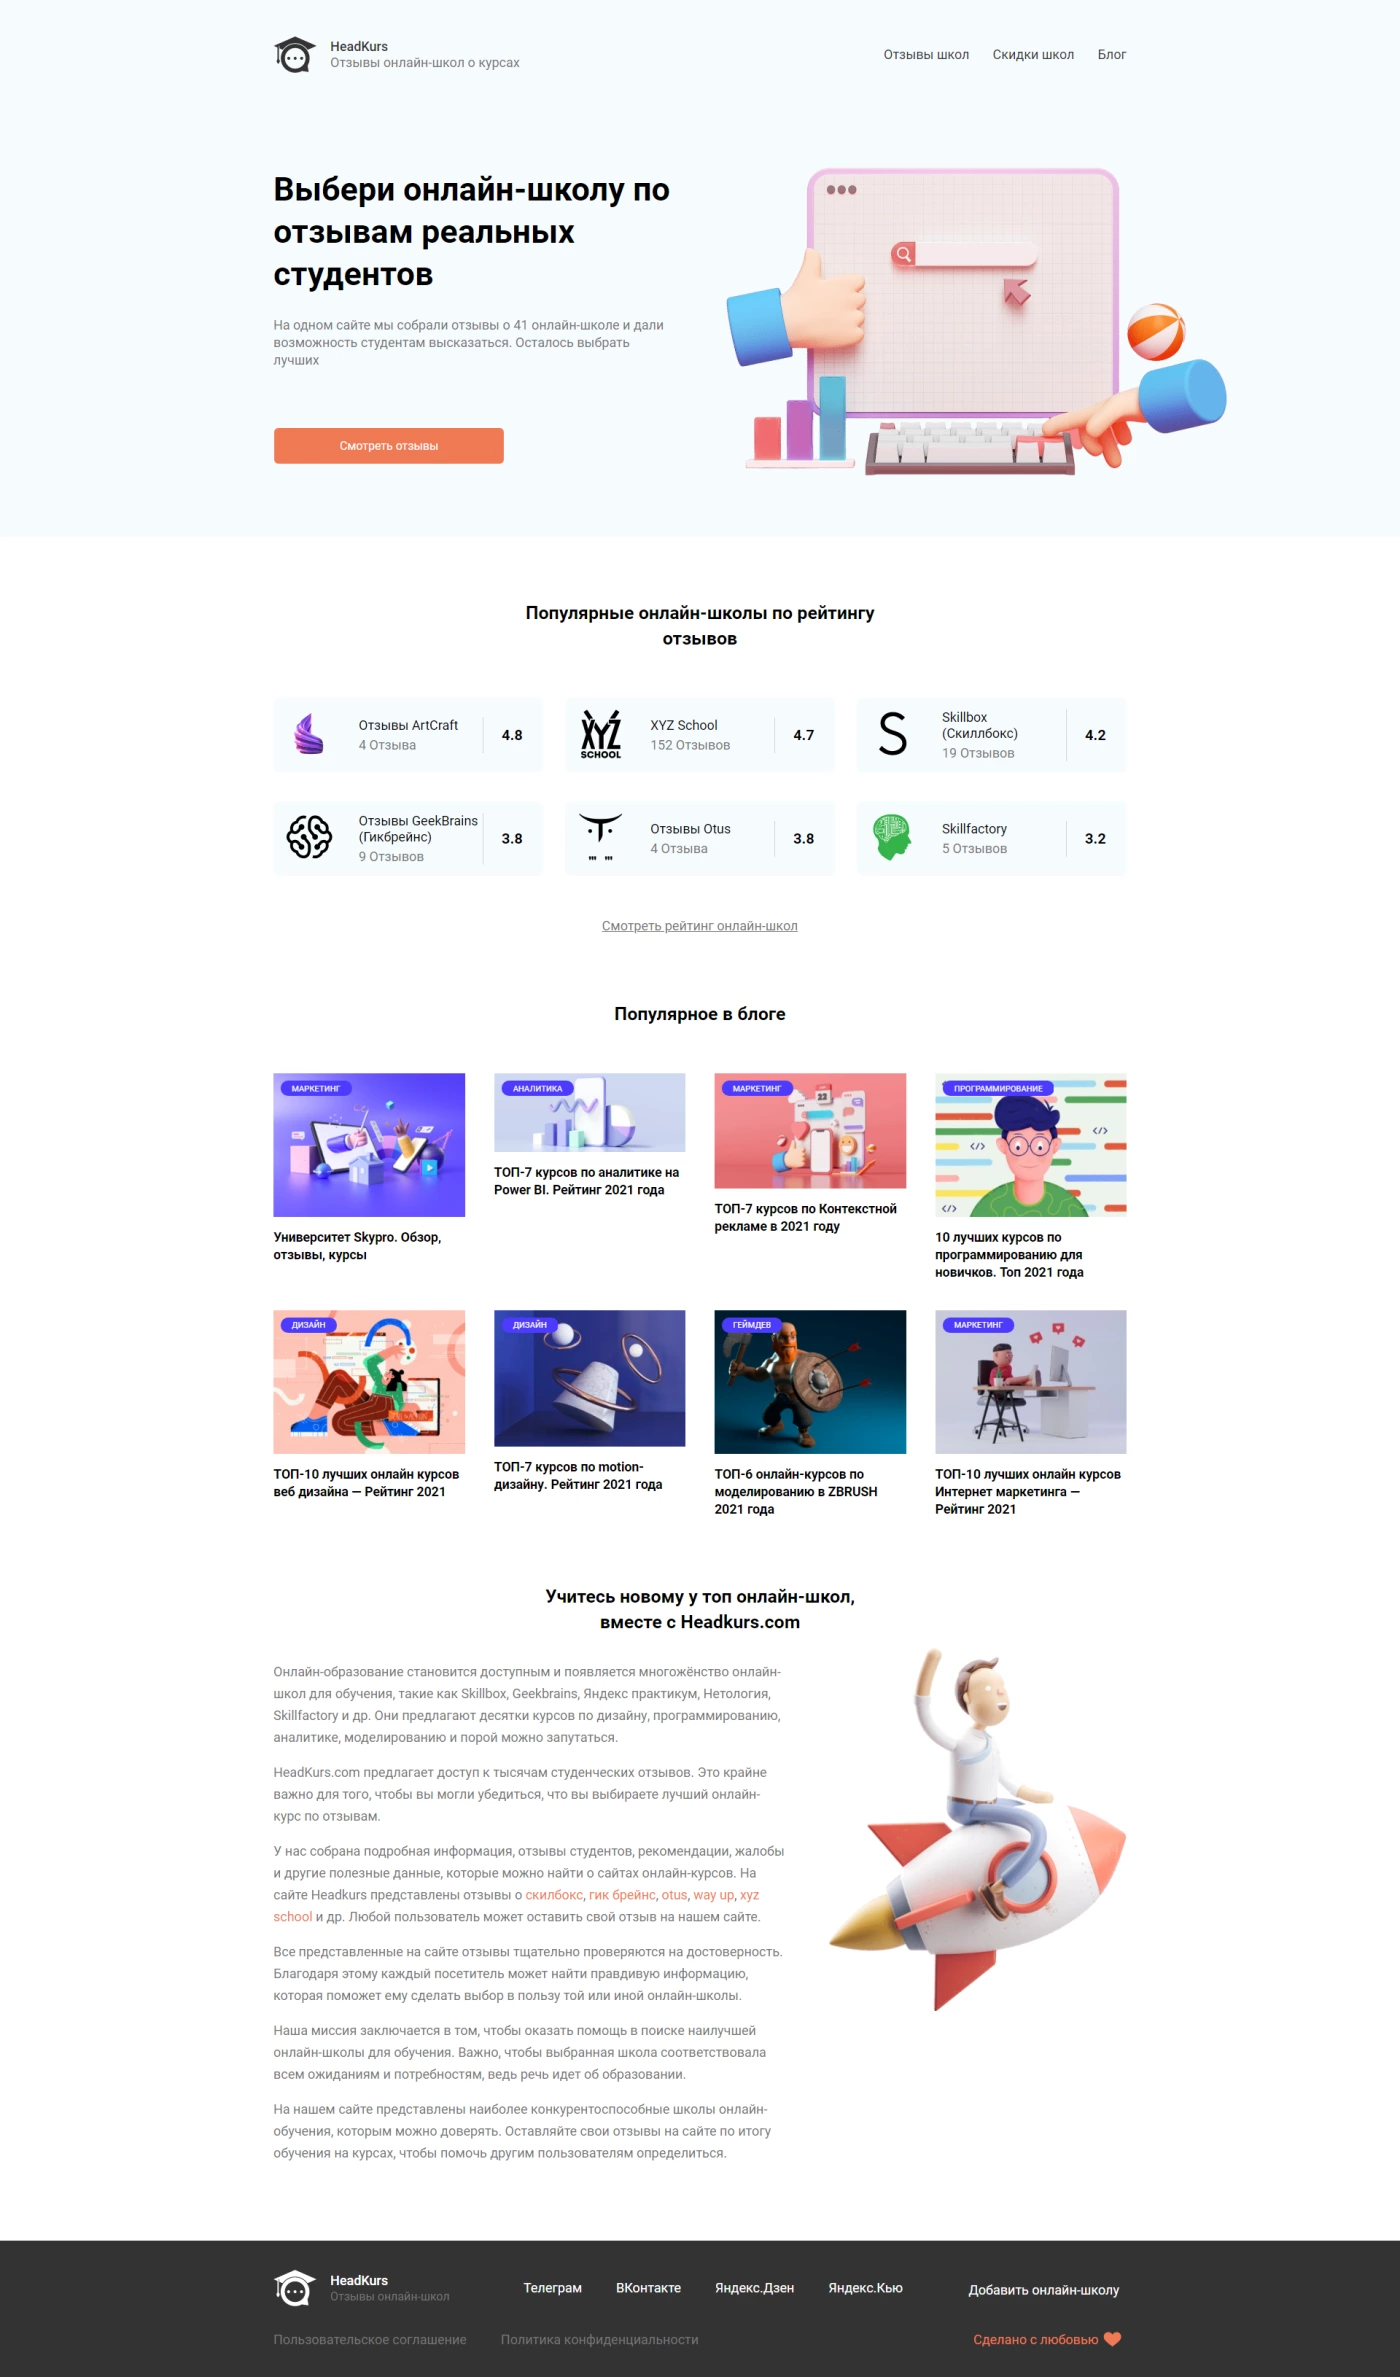 HeadKurs
Отзывы онлайн-школ о курсах
Отзывы школ
Скидки школ
Блог
Выбери онлайн-школу по
отзывам реальных
студентов
На одном сайте мы собрали отзывы о 41 онлайн-школе и дали
возможность студентам высказаться. Осталось выбрать
лучших
Смотреть отзывы
Популярные онлайн-школы по рейтингу
отзывов
Отзывы ArtCraft
4 Отзыва
4.8
XYZ SCHOOL
XYZ School
152 Отзывов
4.7
S
Skillbox
(Скиллбокс)
19 Отзывов
4.2
Отзывы GeekBrains
(Гикбрейнс)
9 Отзывов
3.8
Отзывы Otus
4 Отзыва
3.8
Skillfactory
5 Отзывов
3.2
Смотреть рейтинг онлайн-школ
Популярное в блоге
МАРКЕТИНГ
Университет Skypro. Обзор,
отзывы, курсы
АНАЛИТИКА
ТОП-7 курсов по аналитике на
Power BI. Рейтинг 2021 года
МАРКЕТИНГ
22
ТОП-7 курсов по Контекстной
рекламе в 2021 году
ПРОГРАММИРОВАНИЕ
</>
</>
</>
10 лучших курсов по
программированию для
новичков. Топ 2021 года
ДИЗАЙН
ТОП-10 лучших онлайн курсов
веб дизайна — Рейтинг 2021
ДИЗАЙН
ТОП-7 курсов по motion-
дизайну. Рейтинг 2021 года
ГЕЙМДЕВ
ТОП-6 онлайн-курсов по
моделированию в ZBRUSH
2021 года
МАРКЕТИНГ
ТОП-10 лучших онлайн курсов
Интернет маркетинга —
Рейтинг 2021
Учитесь новому у топ онлайн-школ,
вместе с Headkurs.com
Онлайн-образование становится доступным и появляется многожёнство онлайн-
школ для обучения, такие как Skillbox, Geekbrains, Яндекс практикум, Нетология,
Skillfactory и др. Они предлагают десятки курсов по дизайну, программированию,
аналитике, моделированию и порой можно запутаться.
HeadKurs.com предлагает доступ к тысячам студенческих отзывов. Это крайне
важно для того, чтобы вы могли убедиться, что вы выбираете лучший онлайн-
курс по отзывам.
У нас собрана подробная информация, отзывы студентов, рекомендации, жалобы
и другие полезные данные, которые можно найти о сайтах онлайн-курсов. На
сайте Headkurs представлены отзывы о скилбокс, гик брейнс, otus, way up, xyz
school и др. Любой пользователь может оставить свой отзыв на нашем сайте.
Все представленные на сайте отзывы тщательно проверяются на достоверность.
Благодаря этому каждый посетитель может найти правдивую информацию,
которая поможет ему сделать выбор в пользу той или иной онлайн-школы.
Наша миссия заключается в том, чтобы оказать помощь в поиске наилучшей
онлайн-школы для обучения. Важно, чтобы выбранная школа соответствовала
всем ожиданиям и потребностям, ведь речь идет об образовании.
На нашем сайте представлены наиболее конкурентоспособные школы онлайн-
обучения, которым можно доверять. Оставляйте свои отзывы на сайте по итогу
обучения на курсах, чтобы помочь другим пользователям определиться.
HeadKurs
Отзывы онлайн-школ
Телеграм
ВКонтакте
Яндекс.Дзен
Яндекс.Кью
Добавить онлайн-школу
Пользовательское соглашение
Политика конфиденциальности
Сделано с любовью